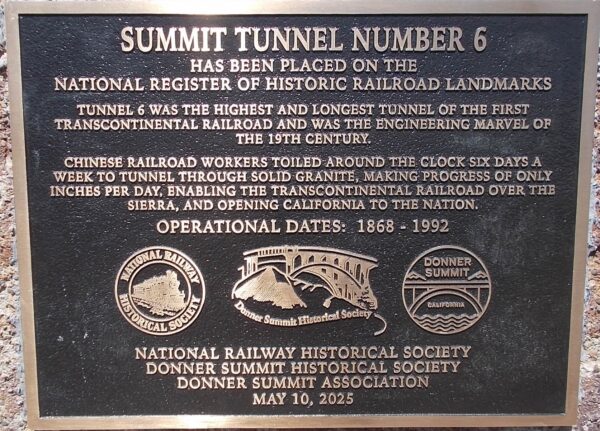 SUMMIT TUNNEL NUMBER 6
HAS BEEN PLACED ON THE
NATIONAL REGISTER OF HISTORIC RAILROAD LANDMARKS
TUNNEL 6 WAS THE HIGHEST AND LONGEST TUNNEL OF THE FIRST
TRANSCONTINENTAL RAILROAD AND WAS THE ENGINEERING MARVEL OF
THE 19TH CENTURY.
CHINESE RAILROAD WORKERS TOILED AROUND THE CLOCK SIX DAYS A
WEEK TO TUNNEL THROUGH SOLID GRANITE, MAKING PROGRESS OF ONLY
INCHES PER DAY, ENABLING THE TRANSCONTINENTAL RAILROAD OVER THE
SIERRA, AND OPENING CALIFORNIA TO THE NATION.
OPERATIONAL DATES: 1868 - 1992
NATIONAL RAILWAY
HISTORICAL SOCIETY
Donner Summit Historical Society
DONNER
SUMMIT
CALIFORNIA
NATIONAL RAILWAY HISTORICAL SOCIETY
DONNER SUMMIT HISTORICAL SOCIETY
DONNER SUMMIT ASSOCIATION
MAY 10, 2025